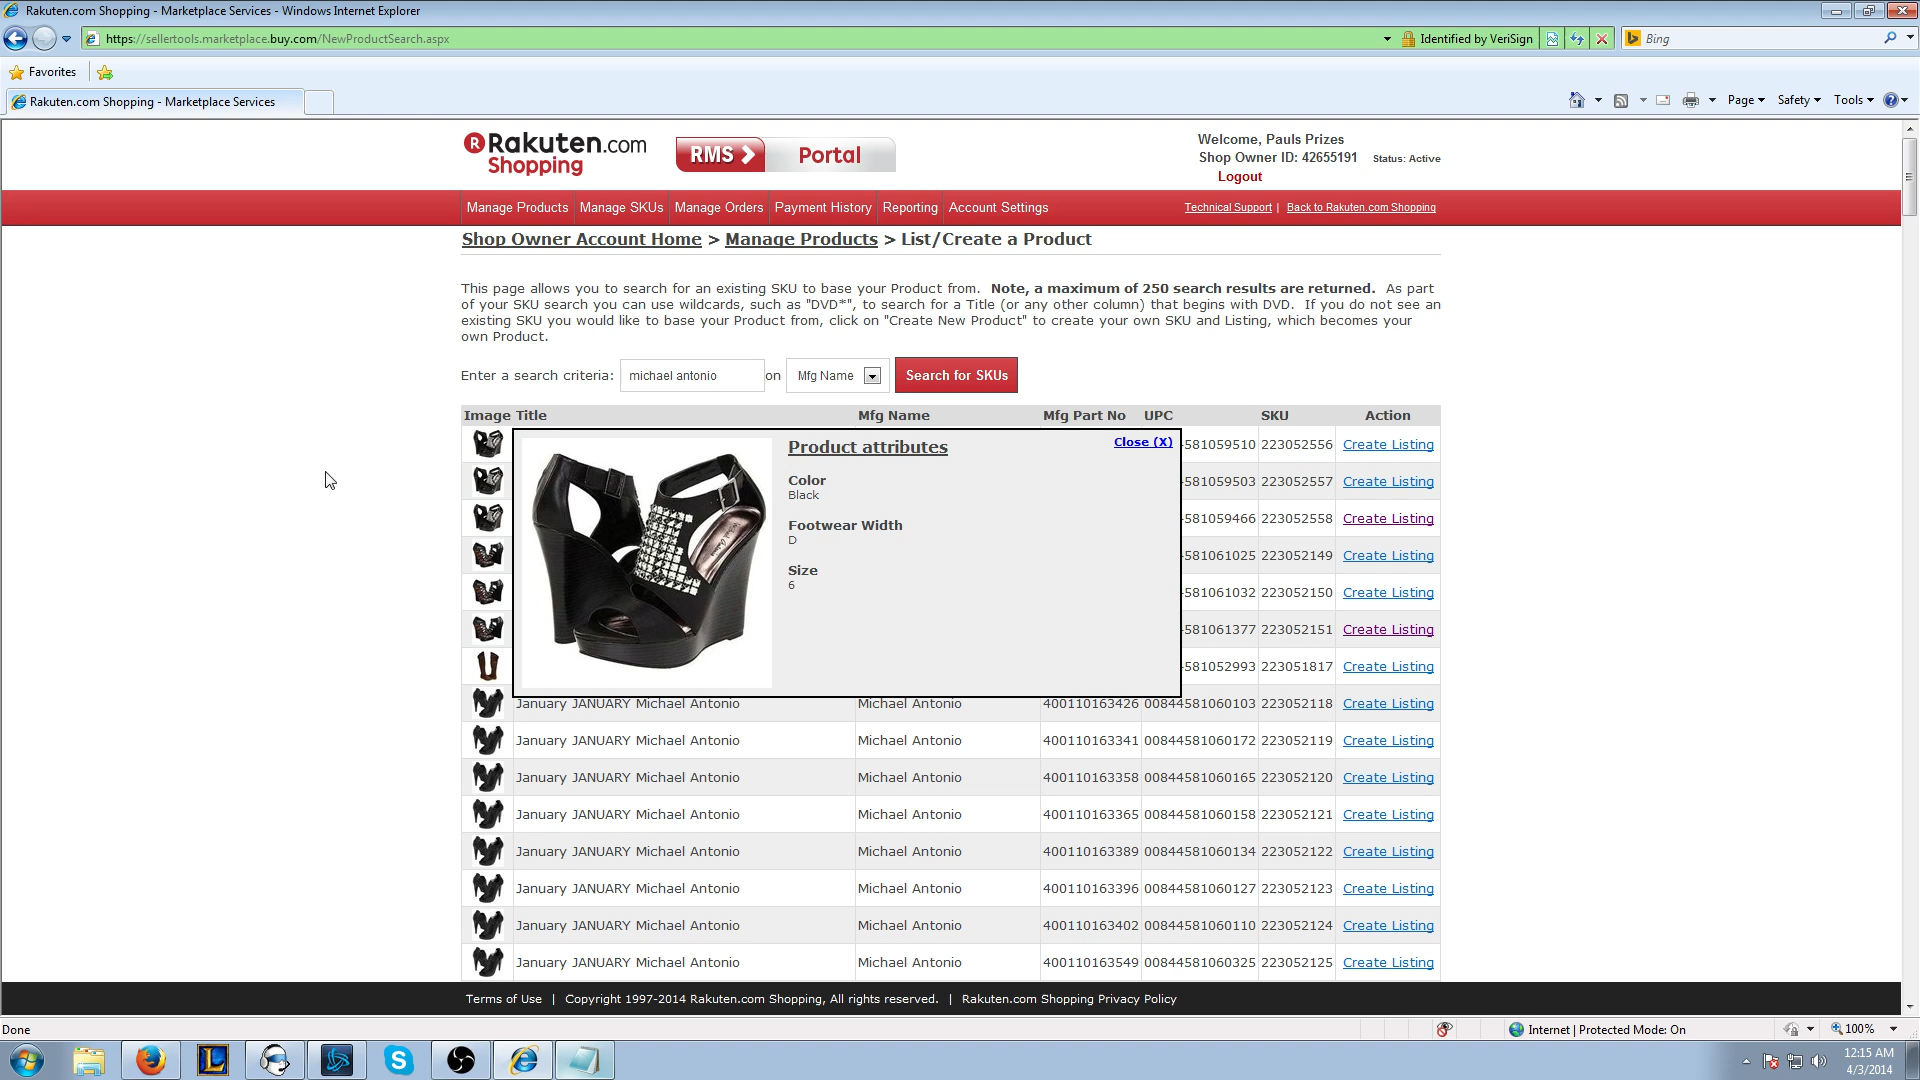 Rakuten.com Shopping - Marketplace Services - Windows Internet Explorer
https://sellertools.marketplace.buy.com/NewProductSearch.aspx
Identified by VeriSign
Bing
Favorites
Rakuten.com Shopping - Marketplace Services
Page
Safety
Tools
Rakuten.com
Shopping
RMS
Portal
Welcome, Pauls Prizes
Shop Owner ID: 42655191 Status: Active
Logout
Manage Products Manage SKUs Manage Orders Payment History Reporting Account Settings
Technical Support | Back to Rakuten.com Shopping
Shop Owner Account Home > Manage Products > List/Create a Product
This page allows you to search for an existing SKU to base your Product from. Note, a maximum of 250 search results are returned. As part
of your SKU search you can use wildcards, such as "DVD*", to search for a Title (or any other column) that begins with DVD. If you do not see an
existing SKU you would like to base your Product from, click on "Create New Product" to create your own SKU and Listing, which becomes your
own Product.
Enter a search criteria: michael antonio on Mfg Name Search for SKUs
Image Title Mfg Name Mfg Part No UPC SKU Action
Product attributes
Close (X)
Color
Black
Footwear Width
D
Size
6
581059510 223052556 Create Listing
581059503 223052557 Create Listing
581059466 223052558 Create Listing
581061025 223052149 Create Listing
581061032 223052150 Create Listing
581061377 223052151 Create Listing
581052993 223051817 Create Listing
January JANUARY Michael Antonio Michael Antonio 400110163426 00844581060103 223052118 Create Listing
January JANUARY Michael Antonio Michael Antonio 400110163341 00844581060172 223052119 Create Listing
January JANUARY Michael Antonio Michael Antonio 400110163358 00844581060165 223052120 Create Listing
January JANUARY Michael Antonio Michael Antonio 400110163365 00844581060158 223052121 Create Listing
January JANUARY Michael Antonio Michael Antonio 400110163389 00844581060134 223052122 Create Listing
January JANUARY Michael Antonio Michael Antonio 400110163396 00844581060127 223052123 Create Listing
January JANUARY Michael Antonio Michael Antonio 400110163402 00844581060110 223052124 Create Listing
January JANUARY Michael Antonio Michael Antonio 400110163549 00844581060325 223052125 Create Listing
Terms of Use | Copyright 1997-2014 Rakuten.com Shopping, All rights reserved. | Rakuten.com Shopping Privacy Policy
Done
Internet | Protected Mode: On
100%
12:15 AM
4/3/2014